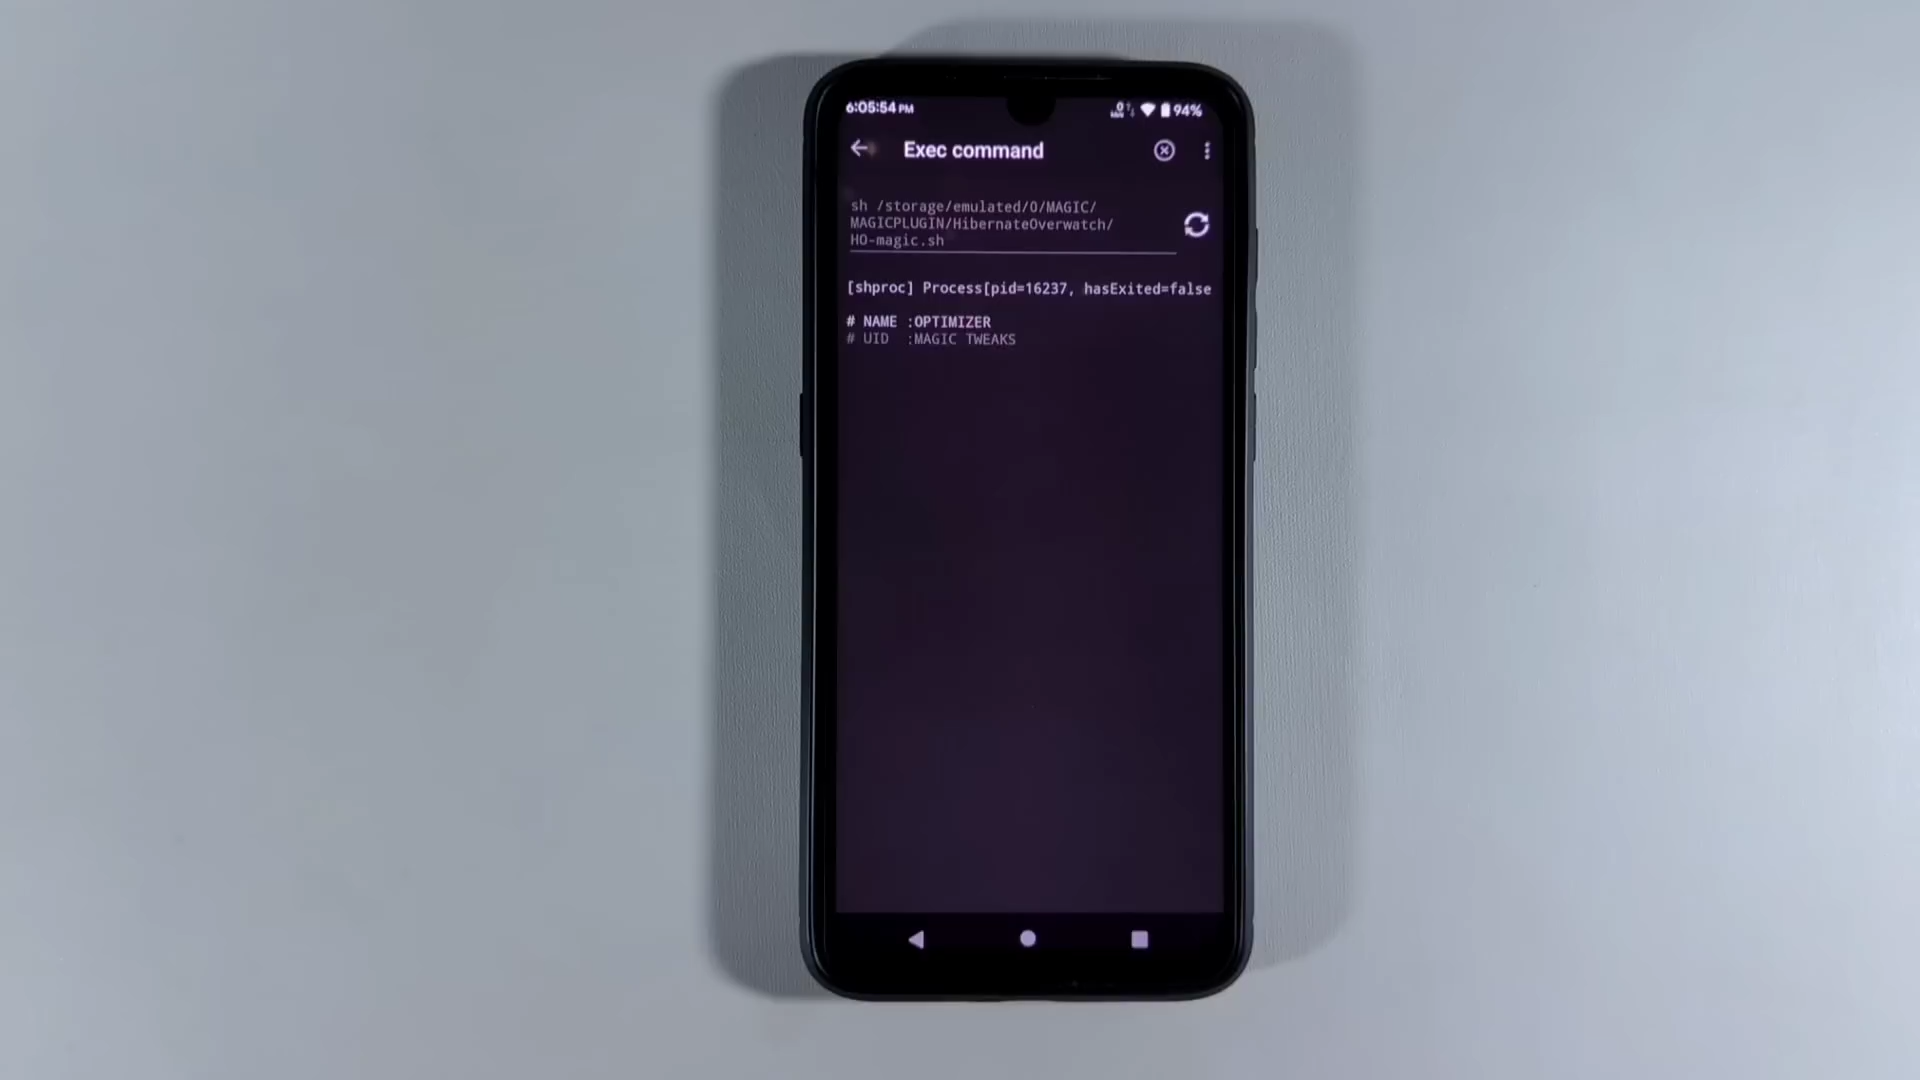 6:05:54 PM
94%
Exec command
sh /storage/emulated/0/MAGIC/
MAGICPLUGIN/HibernateOverwatch/
HO-magic.sh
[shproc] Process[pid=16237, hasExited=false
# NAME :OPTIMIZER
# UID :MAGIC TWEAKS